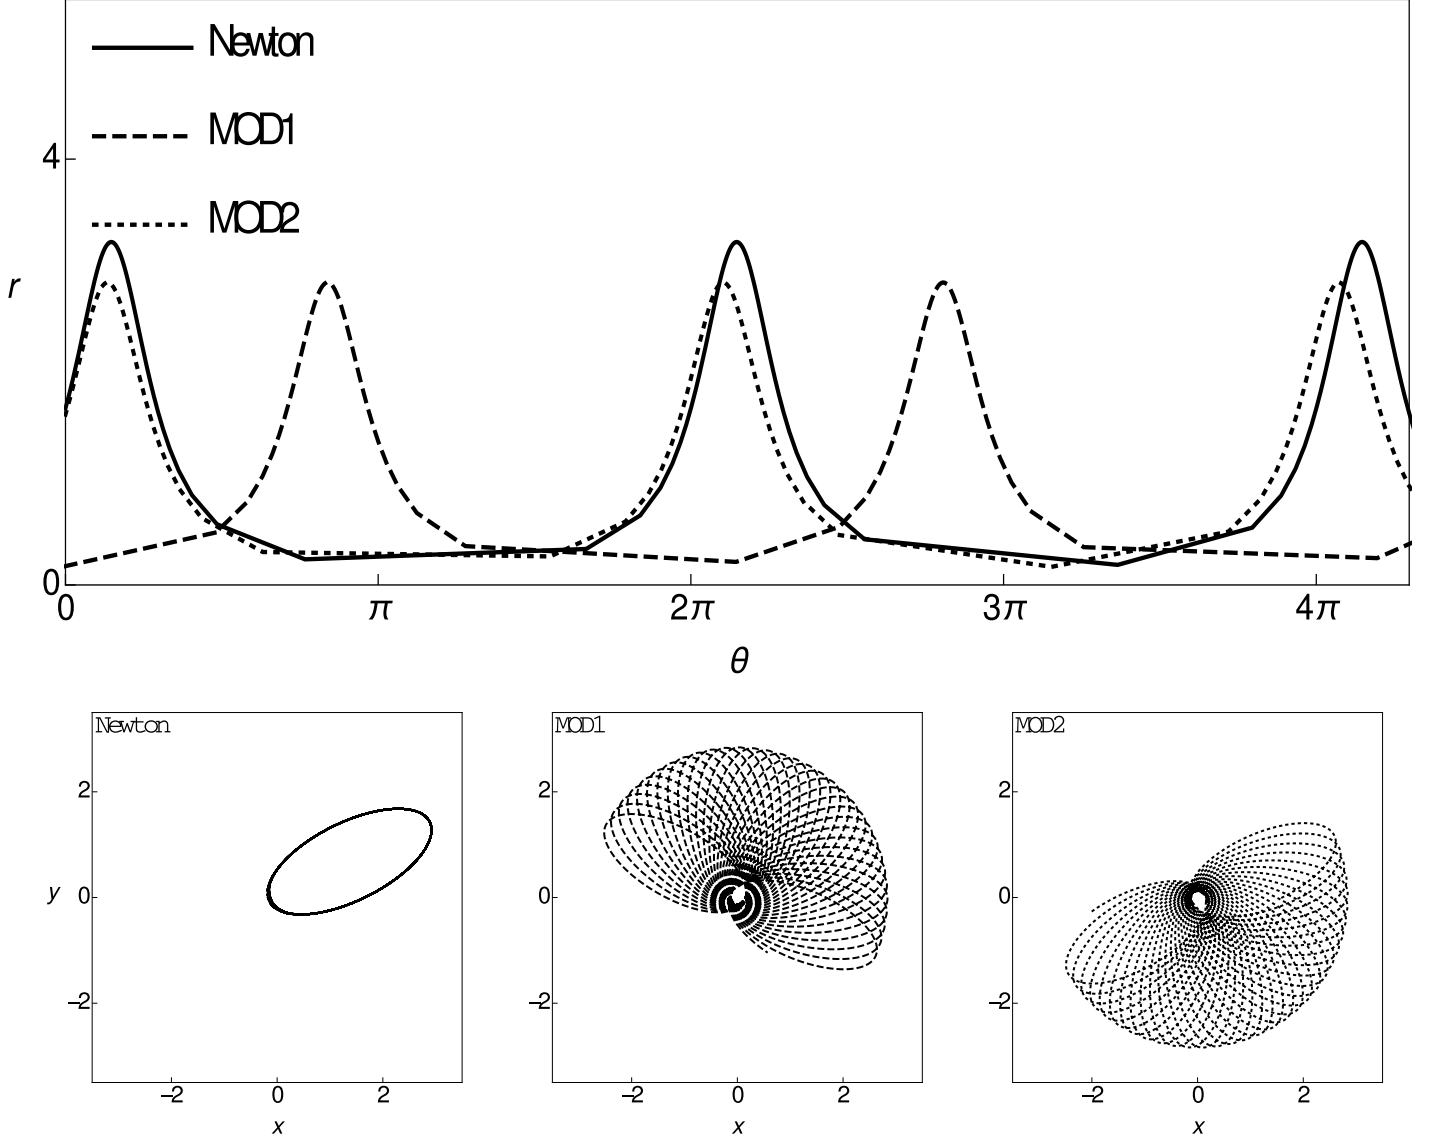 Newton
MOD1
4
MOD2
r
0
0 π 2π 3π 4π
θ
Newton MOD1 MOD2
2 2 2
y 0 0 0
−2 −2 −2
−2 0 2 −2 0 2 −2 0 2
x x x